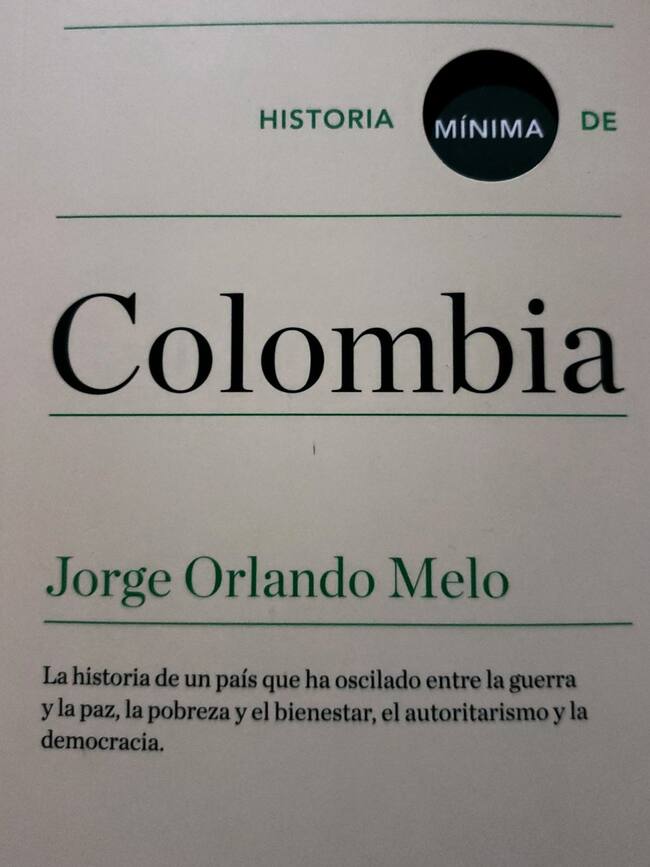 HISTORIA MÍNIMA DE
Colombia
Jorge Orlando Melo
La historia de un país que ha oscilado entre la guerra
y la paz, la pobreza y el bienestar, el autoritarismo y la
democracia.